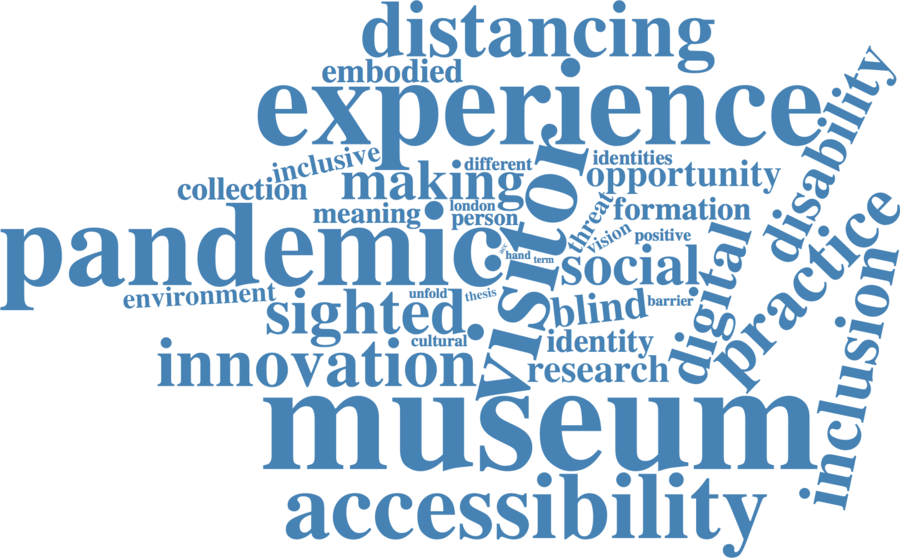 distancing
embodied
experience
disability
inclusive
different
identities
collection
making
opportunity
visitor
london
threat
meaning
person
formation
pandemic
vision
positive
hand
term
social
digital
practice
environment
unfold
thesis
sighted
blind
barrier
inclusion
cultural
identity
innovation
research
museum
accessibility